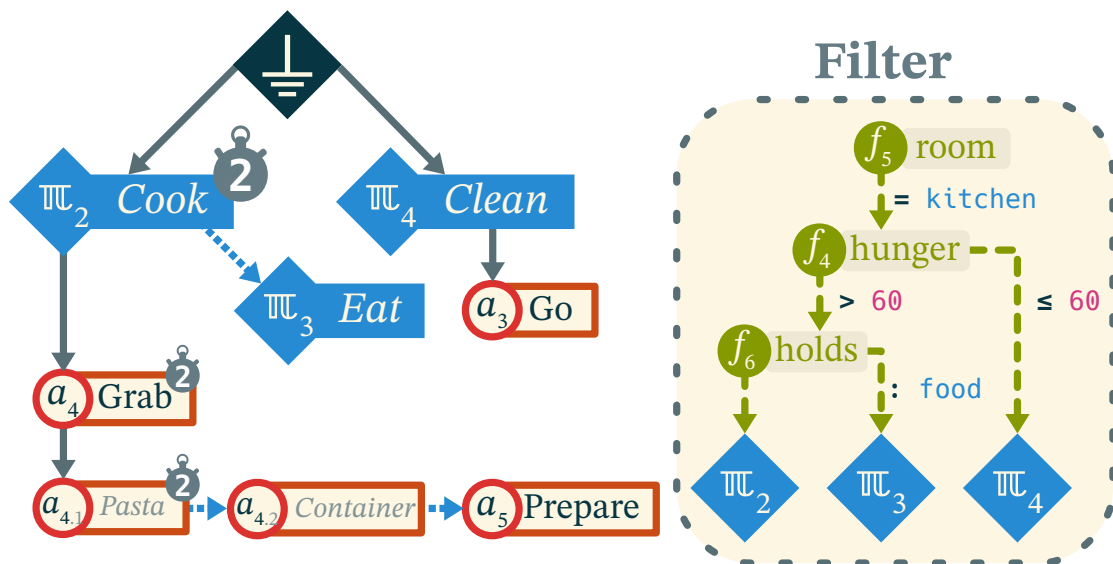 Filter
f5 room
= kitchen
f4 hunger
> 60
≤ 60
f6 holds
: food
π2
π3
π4
π2 Cook 2
π4 Clean
π3 Eat
a3 Go
a4 Grab 2
a4.1 Pasta 2
a4.2 Container
a5 Prepare